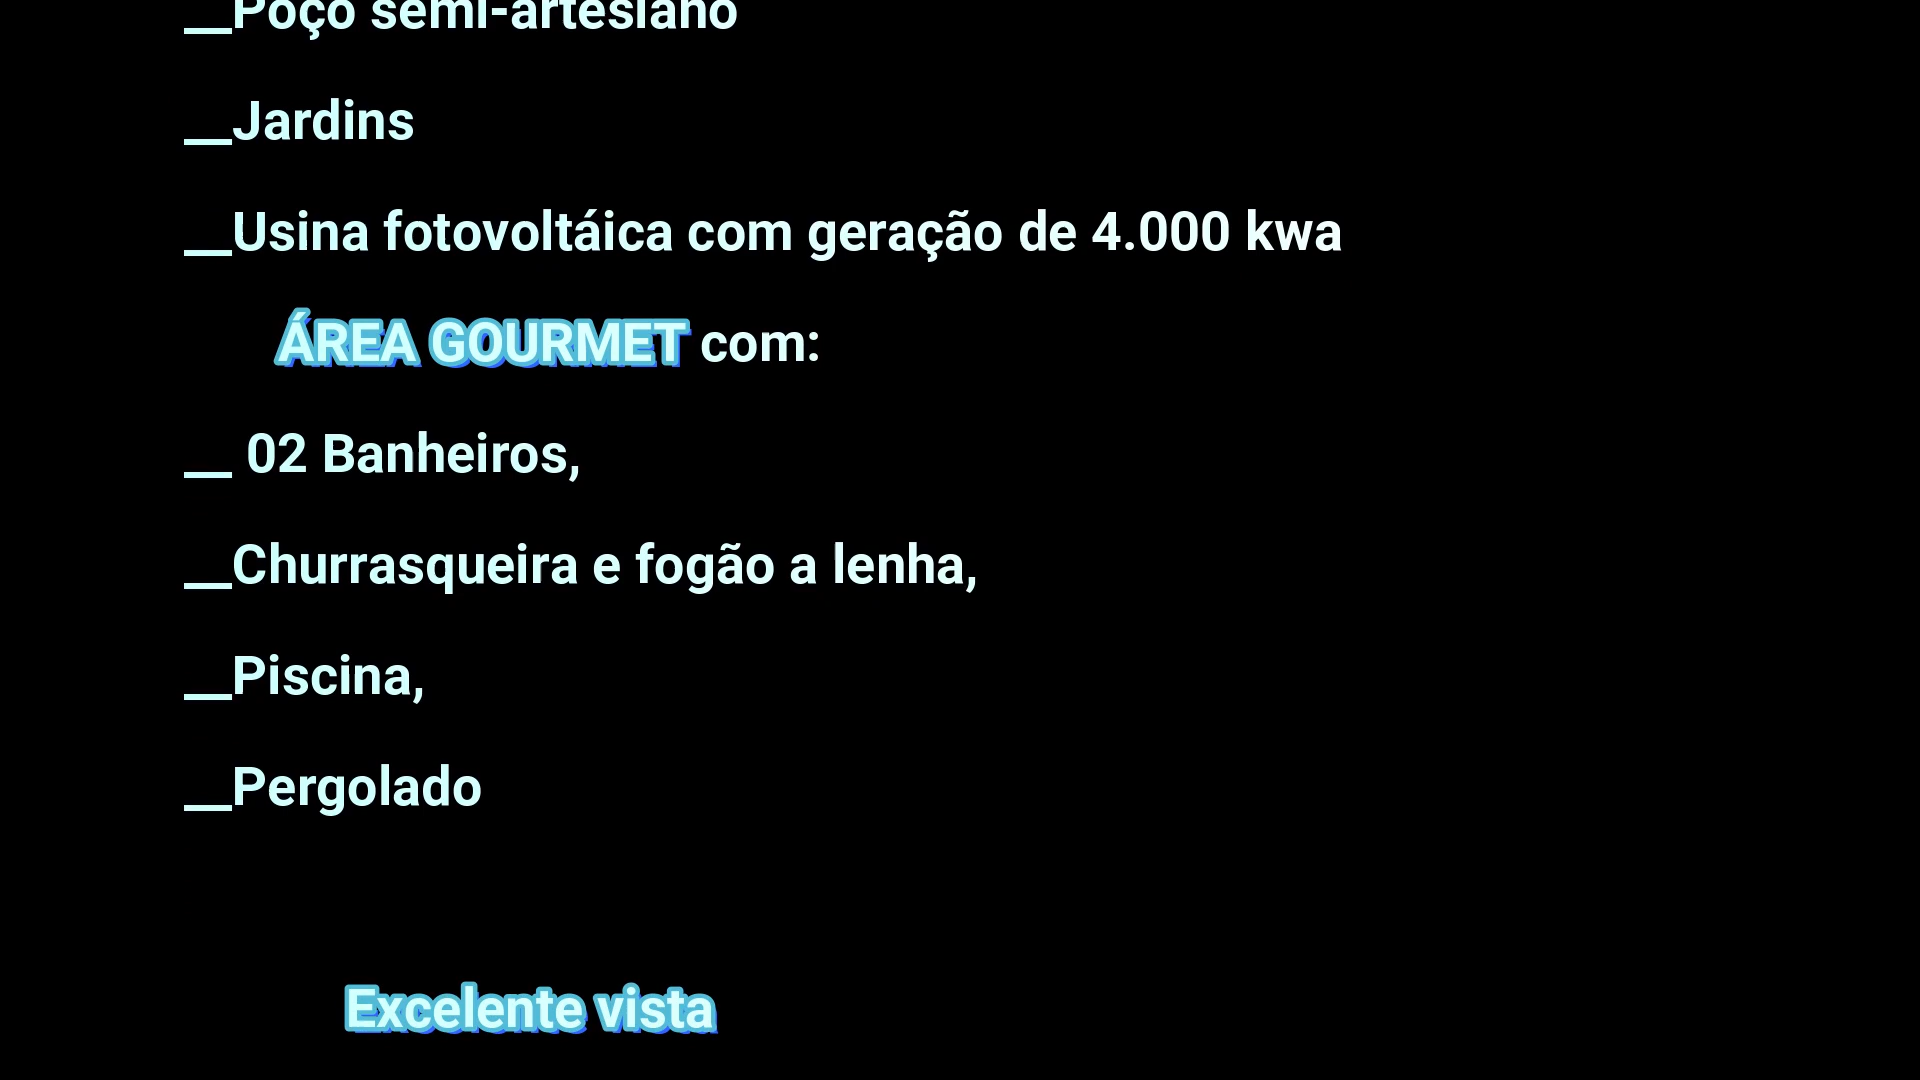 __Poço semi-artesiano
__Jardins
__Usina fotovoltáica com geração de 4.000 kwa
ÁREA GOURMET com:
__ 02 Banheiros,
__Churrasqueira e fogão a lenha,
__Piscina,
__Pergolado
Excelente vista